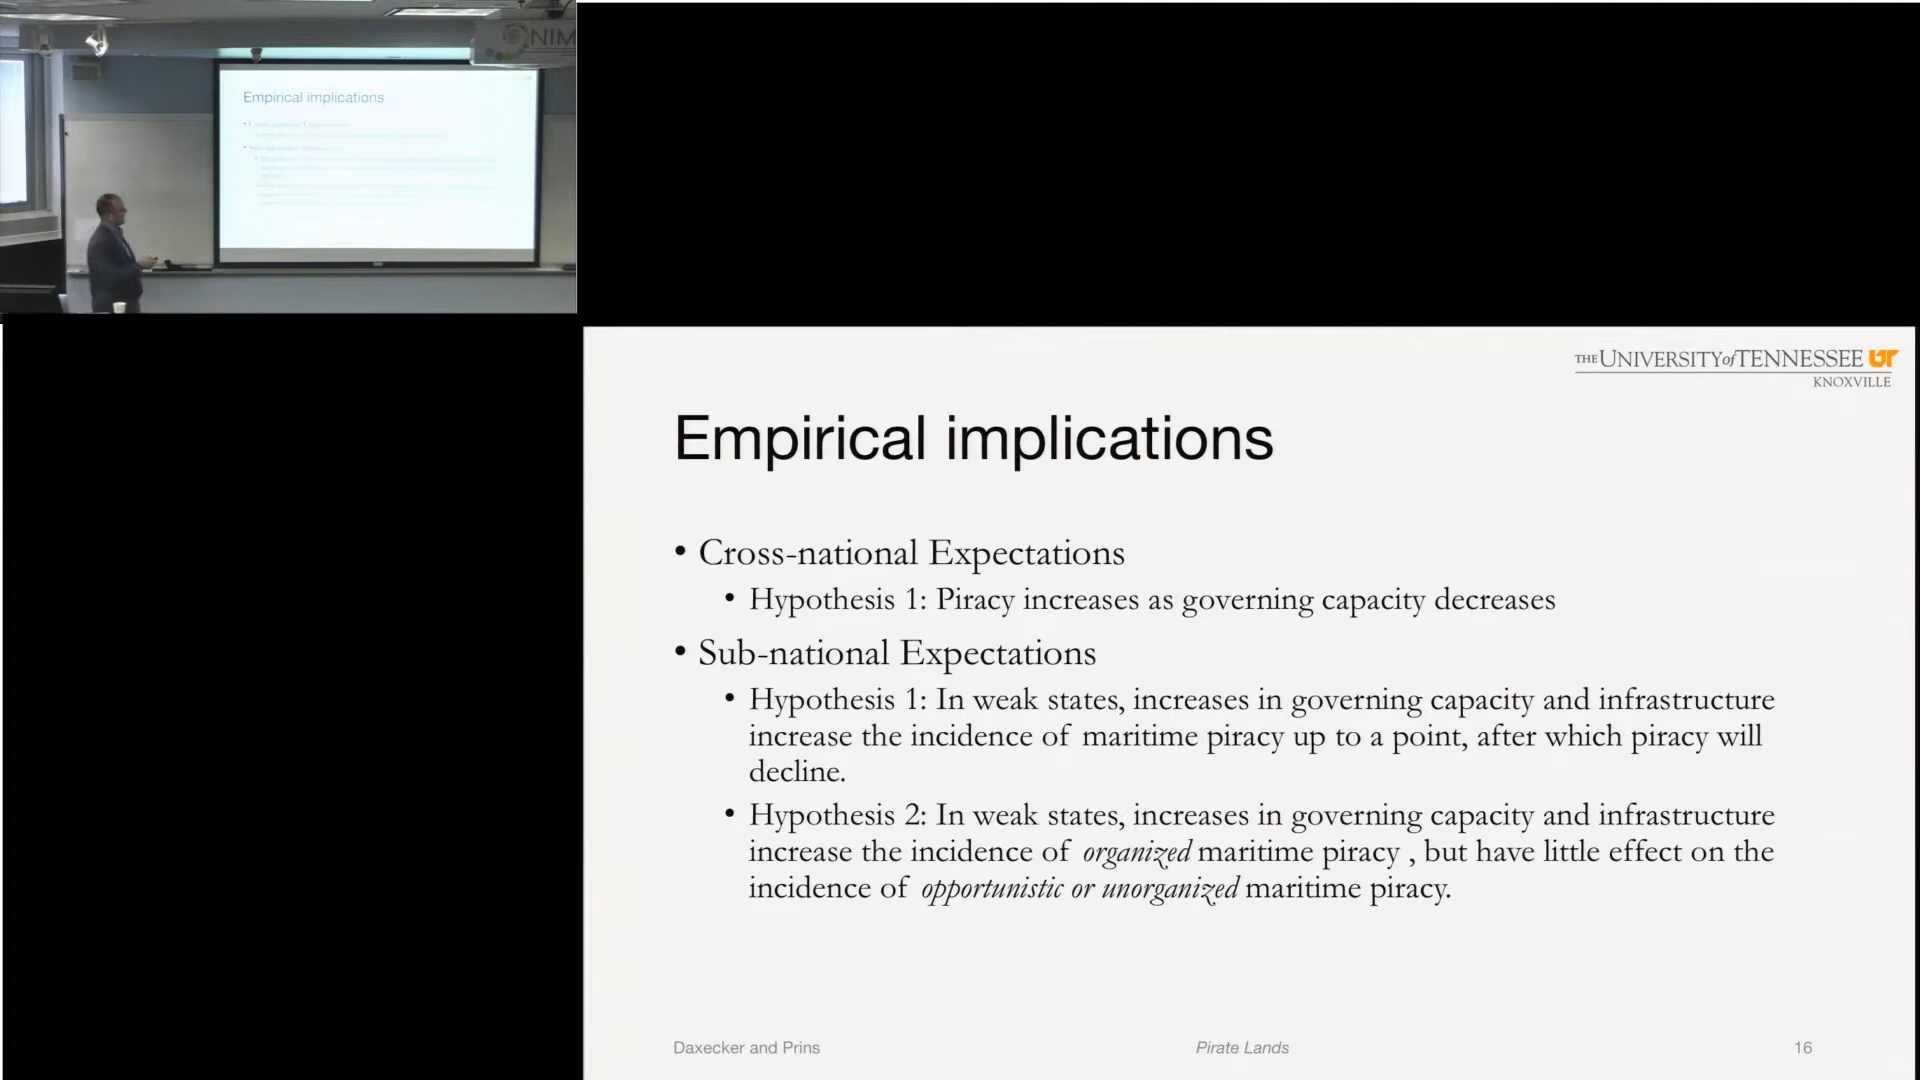 NIM
Empirical implications
THE UNIVERSITY of TENNESSEE UT
KNOXVILLE
Empirical implications
• Cross-national Expectations
• Hypothesis 1: Piracy increases as governing capacity decreases
• Sub-national Expectations
• Hypothesis 1: In weak states, increases in governing capacity and infrastructure
increase the incidence of maritime piracy up to a point, after which piracy will
decline.
• Hypothesis 2: In weak states, increases in governing capacity and infrastructure
increase the incidence of organized maritime piracy , but have little effect on the
incidence of opportunistic or unorganized maritime piracy.
Daxecker and Prins
Pirate Lands
16